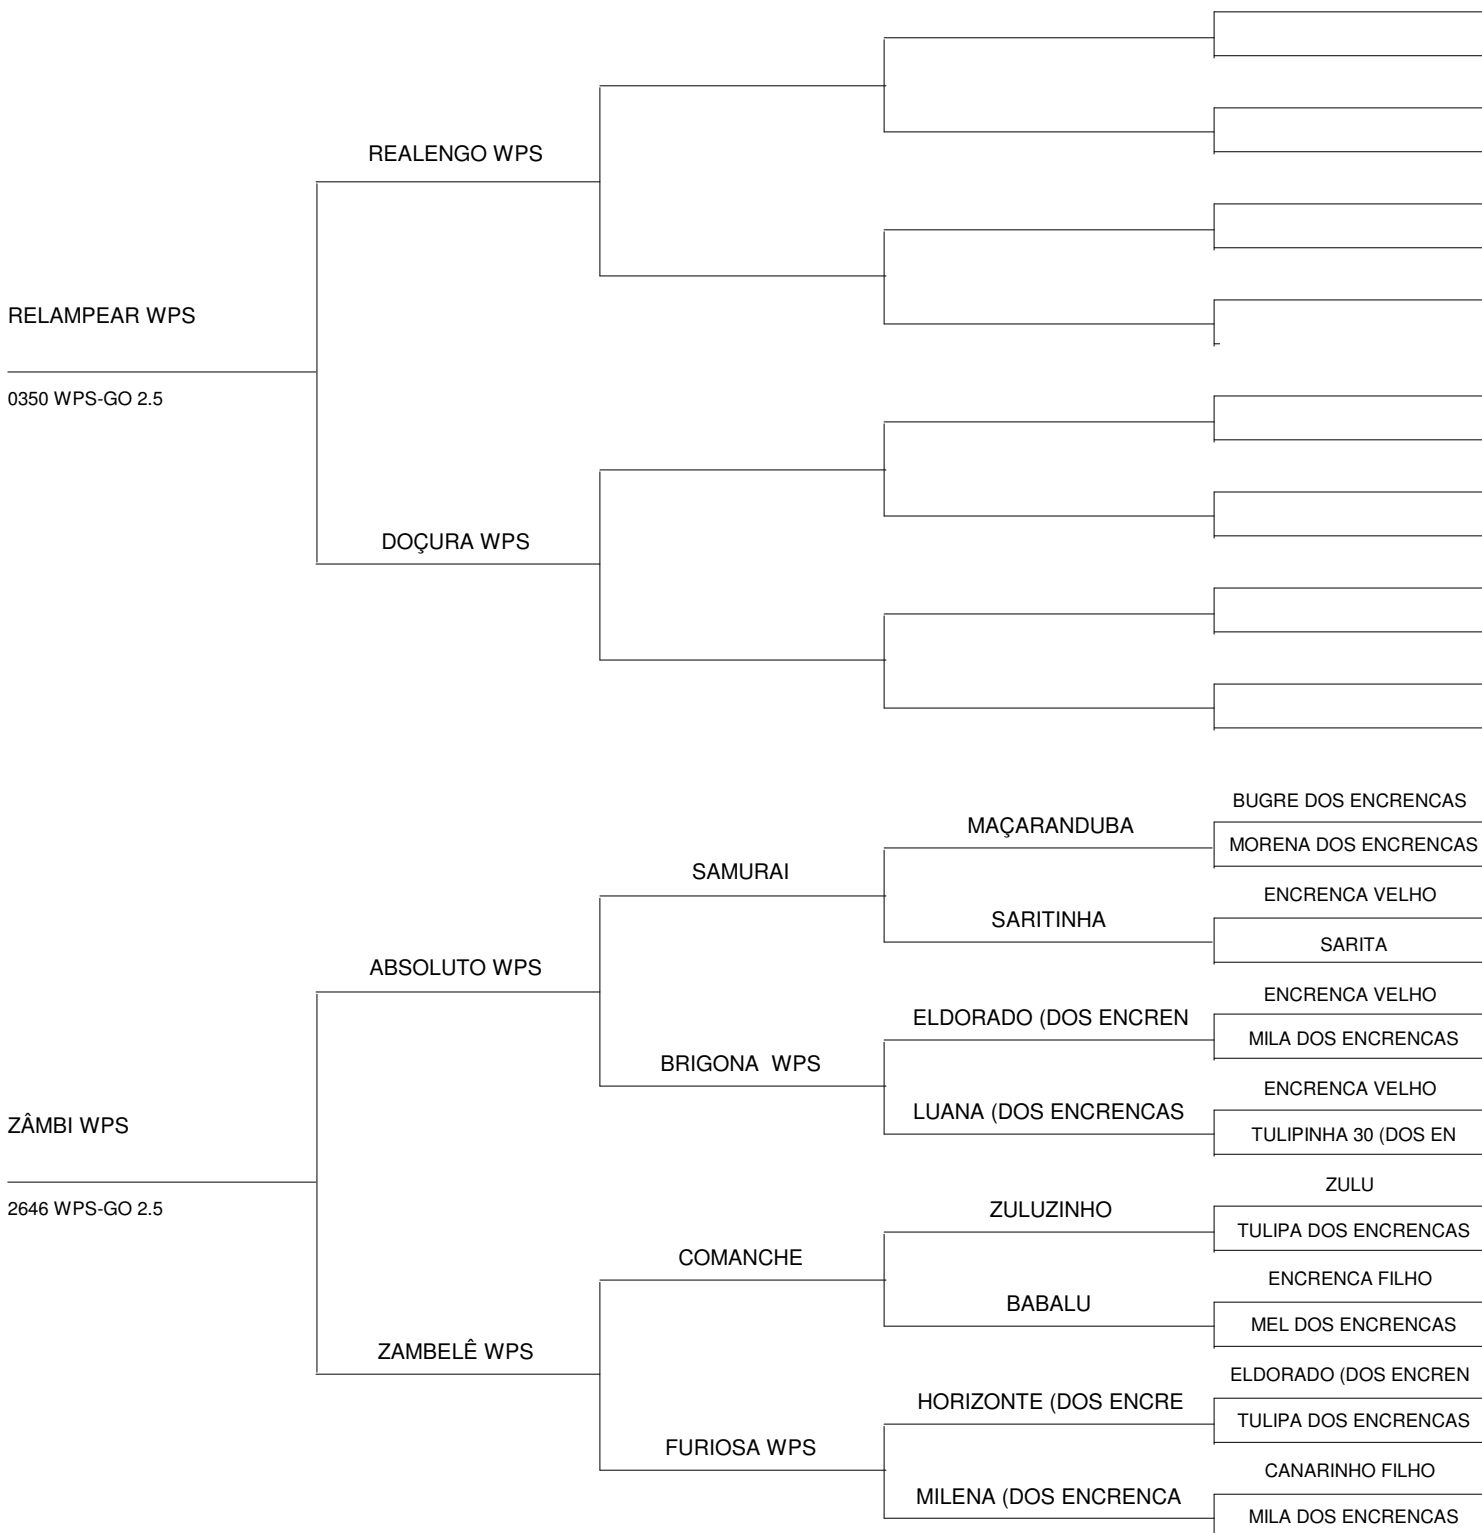 REALENGO WPS
RELAMPEAR WPS
0350 WPS-GO 2.5
DOÇURA WPS
BUGRE DOS ENCRENCAS
MAÇARANDUBA
MORENA DOS ENCRENCAS
SAMURAI
ENCRENCA VELHO
SARITINHA
SARITA
ABSOLUTO WPS
ENCRENCA VELHO
ELDORADO (DOS ENCREN
MILA DOS ENCRENCAS
BRIGONA  WPS
ENCRENCA VELHO
LUANA (DOS ENCRENCAS
TULIPINHA 30 (DOS EN
ZÂMBI WPS
2646 WPS-GO 2.5
ZULU
ZULUZINHO
TULIPA DOS ENCRENCAS
COMANCHE
ENCRENCA FILHO
BABALU
MEL DOS ENCRENCAS
ZAMBELÊ WPS
ELDORADO (DOS ENCREN
HORIZONTE (DOS ENCRE
TULIPA DOS ENCRENCAS
FURIOSA WPS
CANARINHO FILHO
MILENA (DOS ENCRENCA
MILA DOS ENCRENCAS